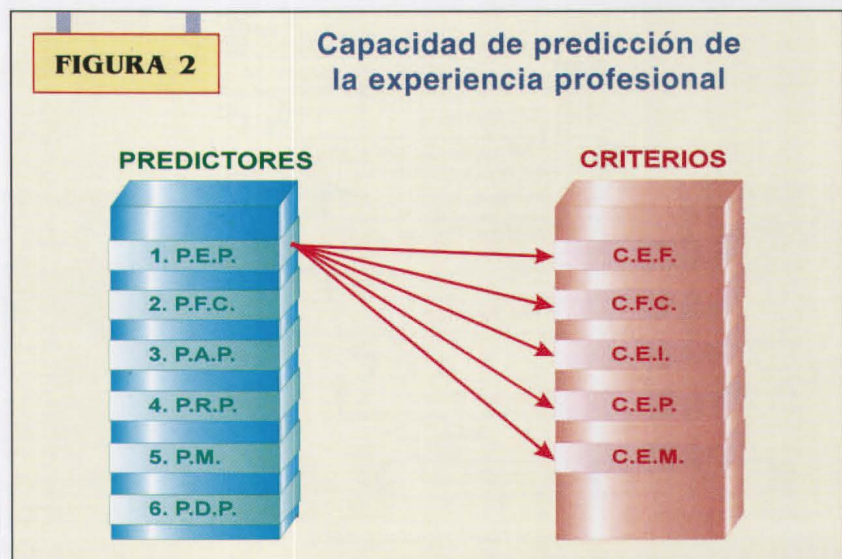 FIGURA 2
Capacidad de predicción de
la experiencia profesional
PREDICTORES
1. P.E.P.
2. P.F.C.
3. P.A.P.
4. P.R.P.
5. P.M.
6. P.D.P.
CRITERIOS
C.E.F.
C.F.C.
C.E.I.
C.E.P.
C.E.M.